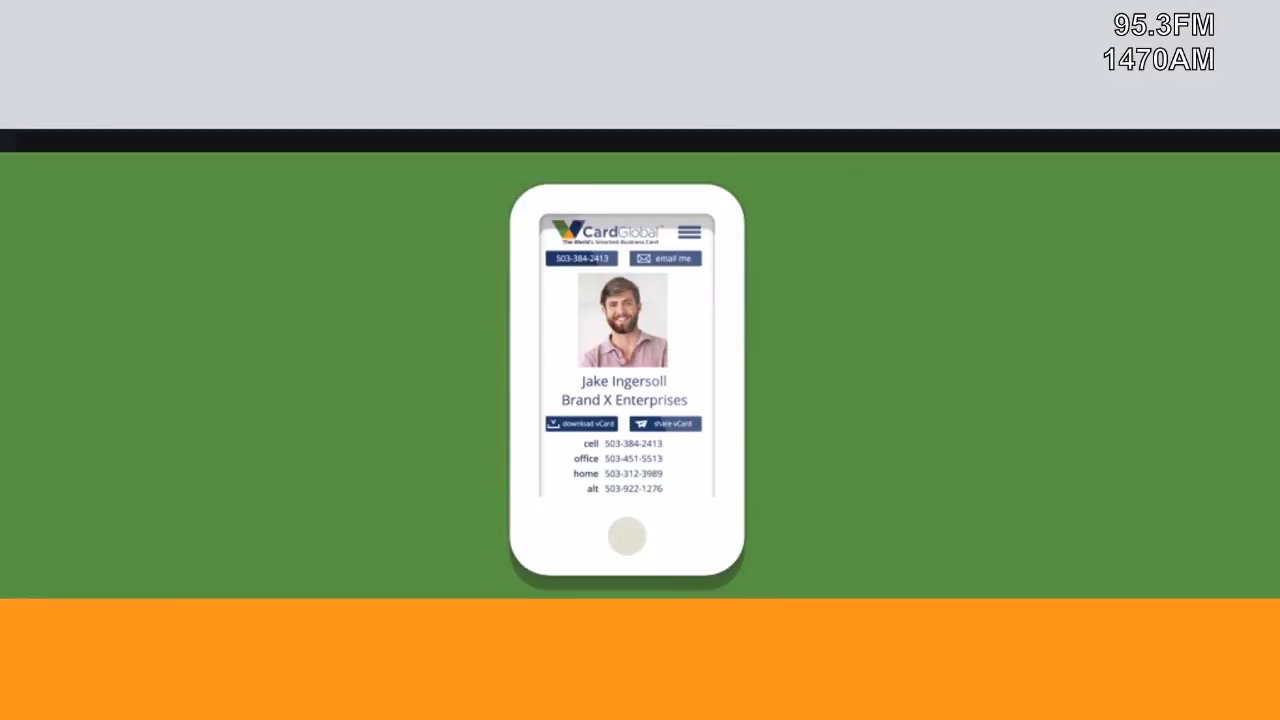 95.3FM
1470AM
VCardGlobal
The World's Smartest Business Card
503-384-2413 email me
Jake Ingersoll
Brand X Enterprises
download vCard share vCard
cell 503-384-2413
office 503-451-5513
home 503-312-3989
alt 503-922-1276